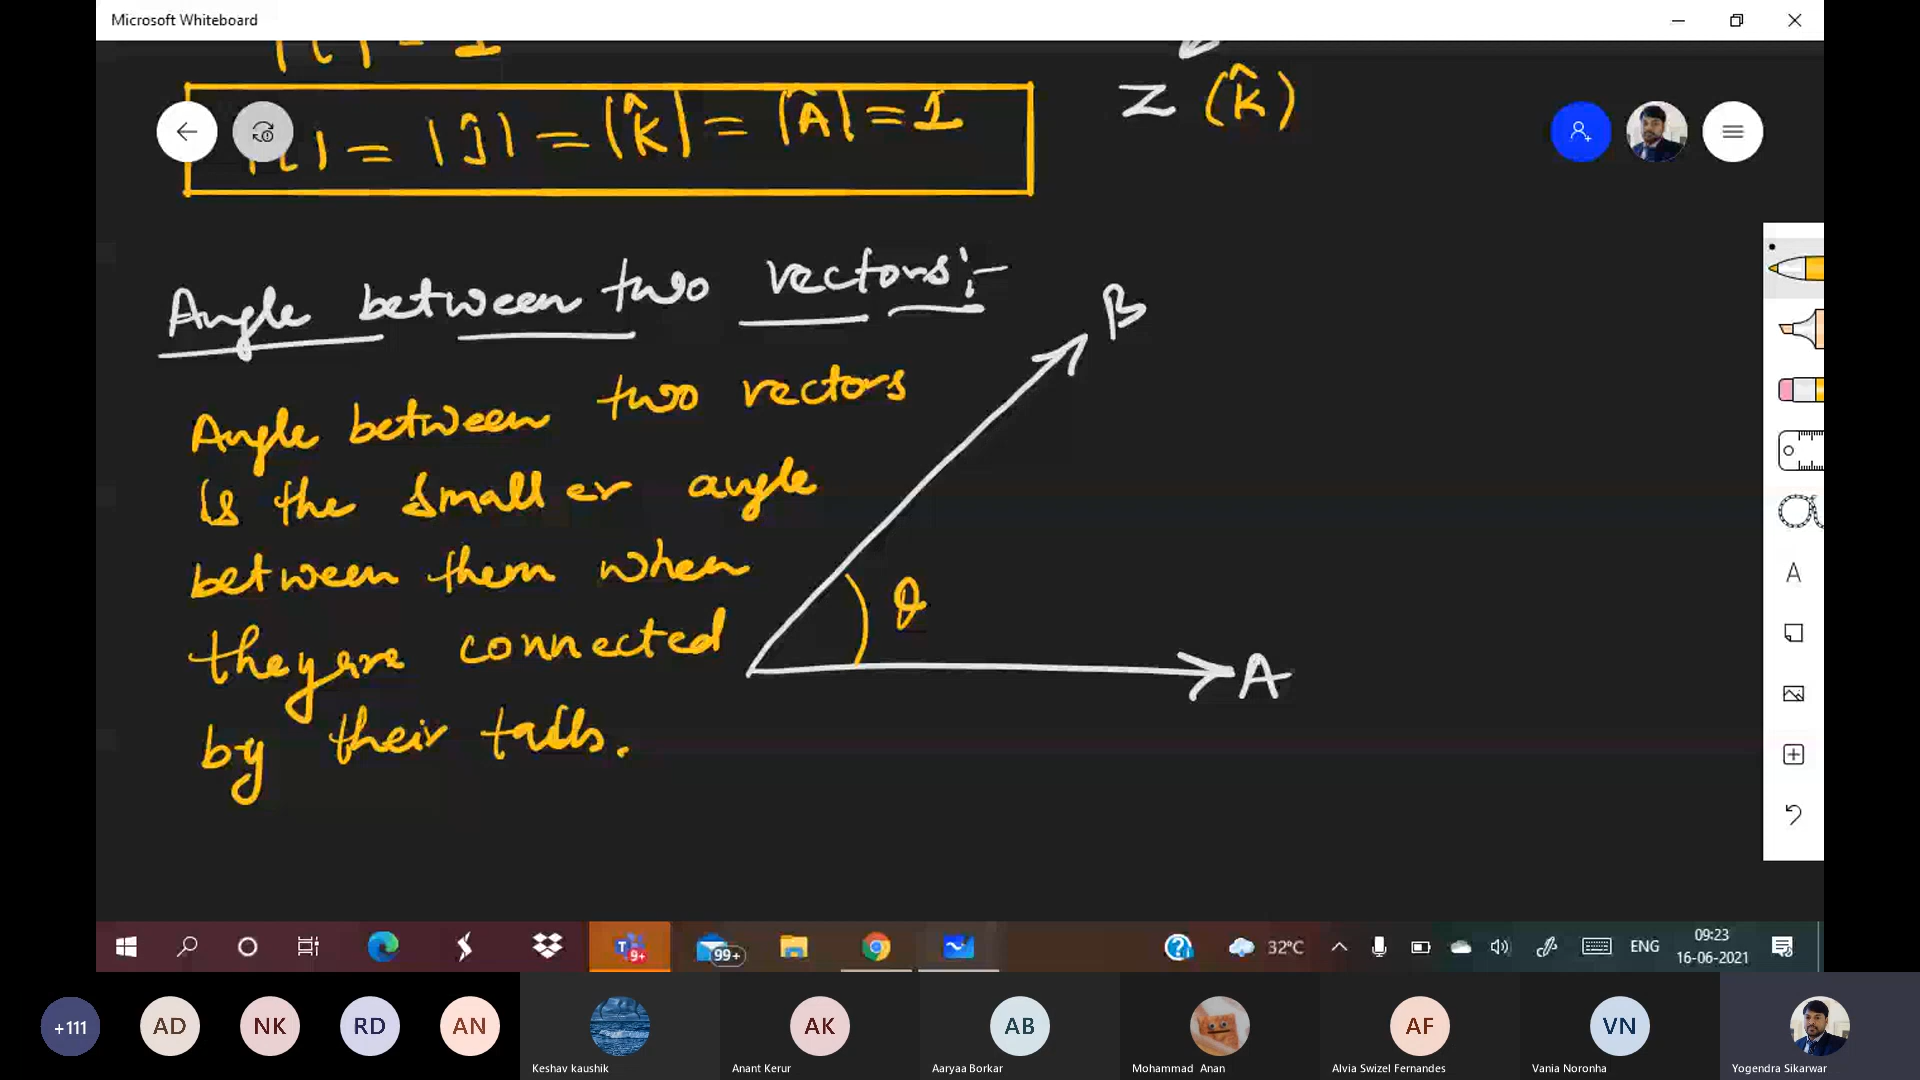 Microsoft Whiteboard
|ĵ| = |k̂| = |Â| = 1
z (k̂)
Angle between two vectors:-
B
Angle between two vectors
is the smaller angle
between them when
they are connected
by their tails.
θ
A
A
9+
99+
32°C
ENG
09:23
16-06-2021
+111
AD
NK
RD
AN
AK
AB
AF
VN
Keshav kaushik
Anant Kerur
Aaryaa Borkar
Mohammad Anan
Alvia Swizel Fernandes
Vania Noronha
Yogendra Sikarwar